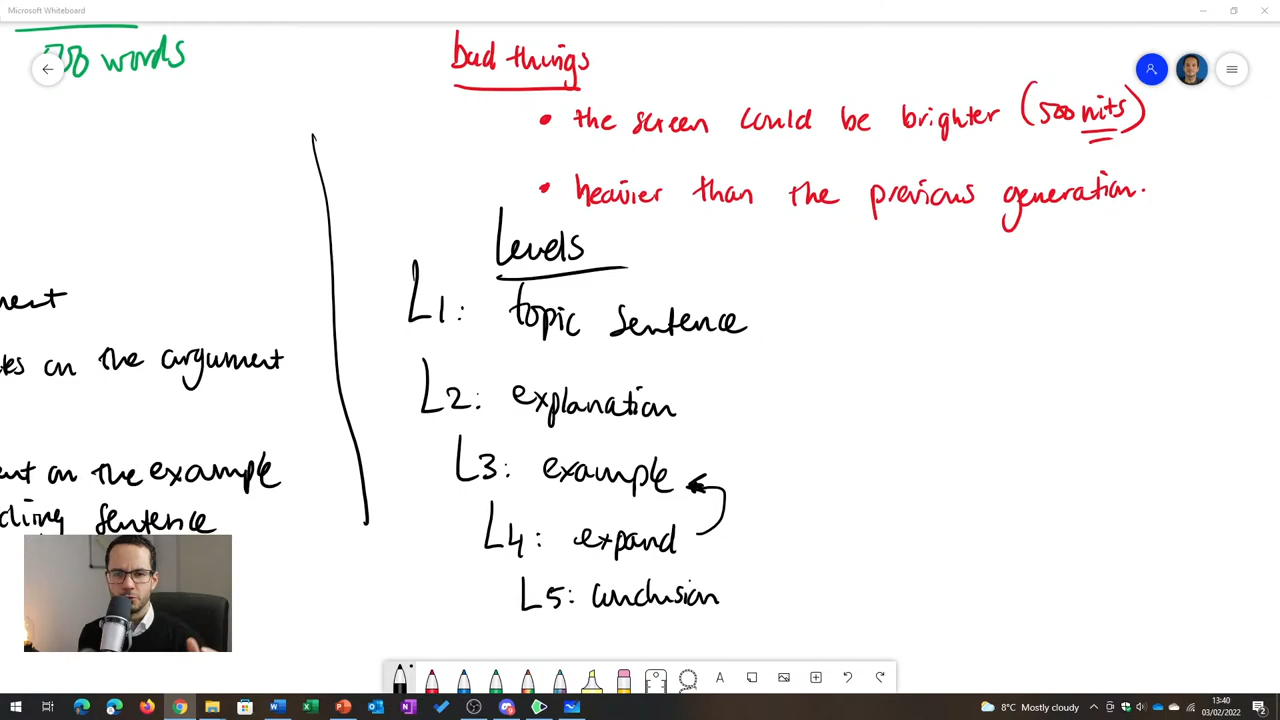 Microsoft Whiteboard
words
bad things
• the screen could be brighter (500 nits)
• heavier than the previous generation.
Levels
L1: topic sentence
on the argument
L2: explanation
L3: example
on the example
L4: expand
sentence
L5: conclusion
A
8°C Mostly cloudy
13:40
03/02/2022